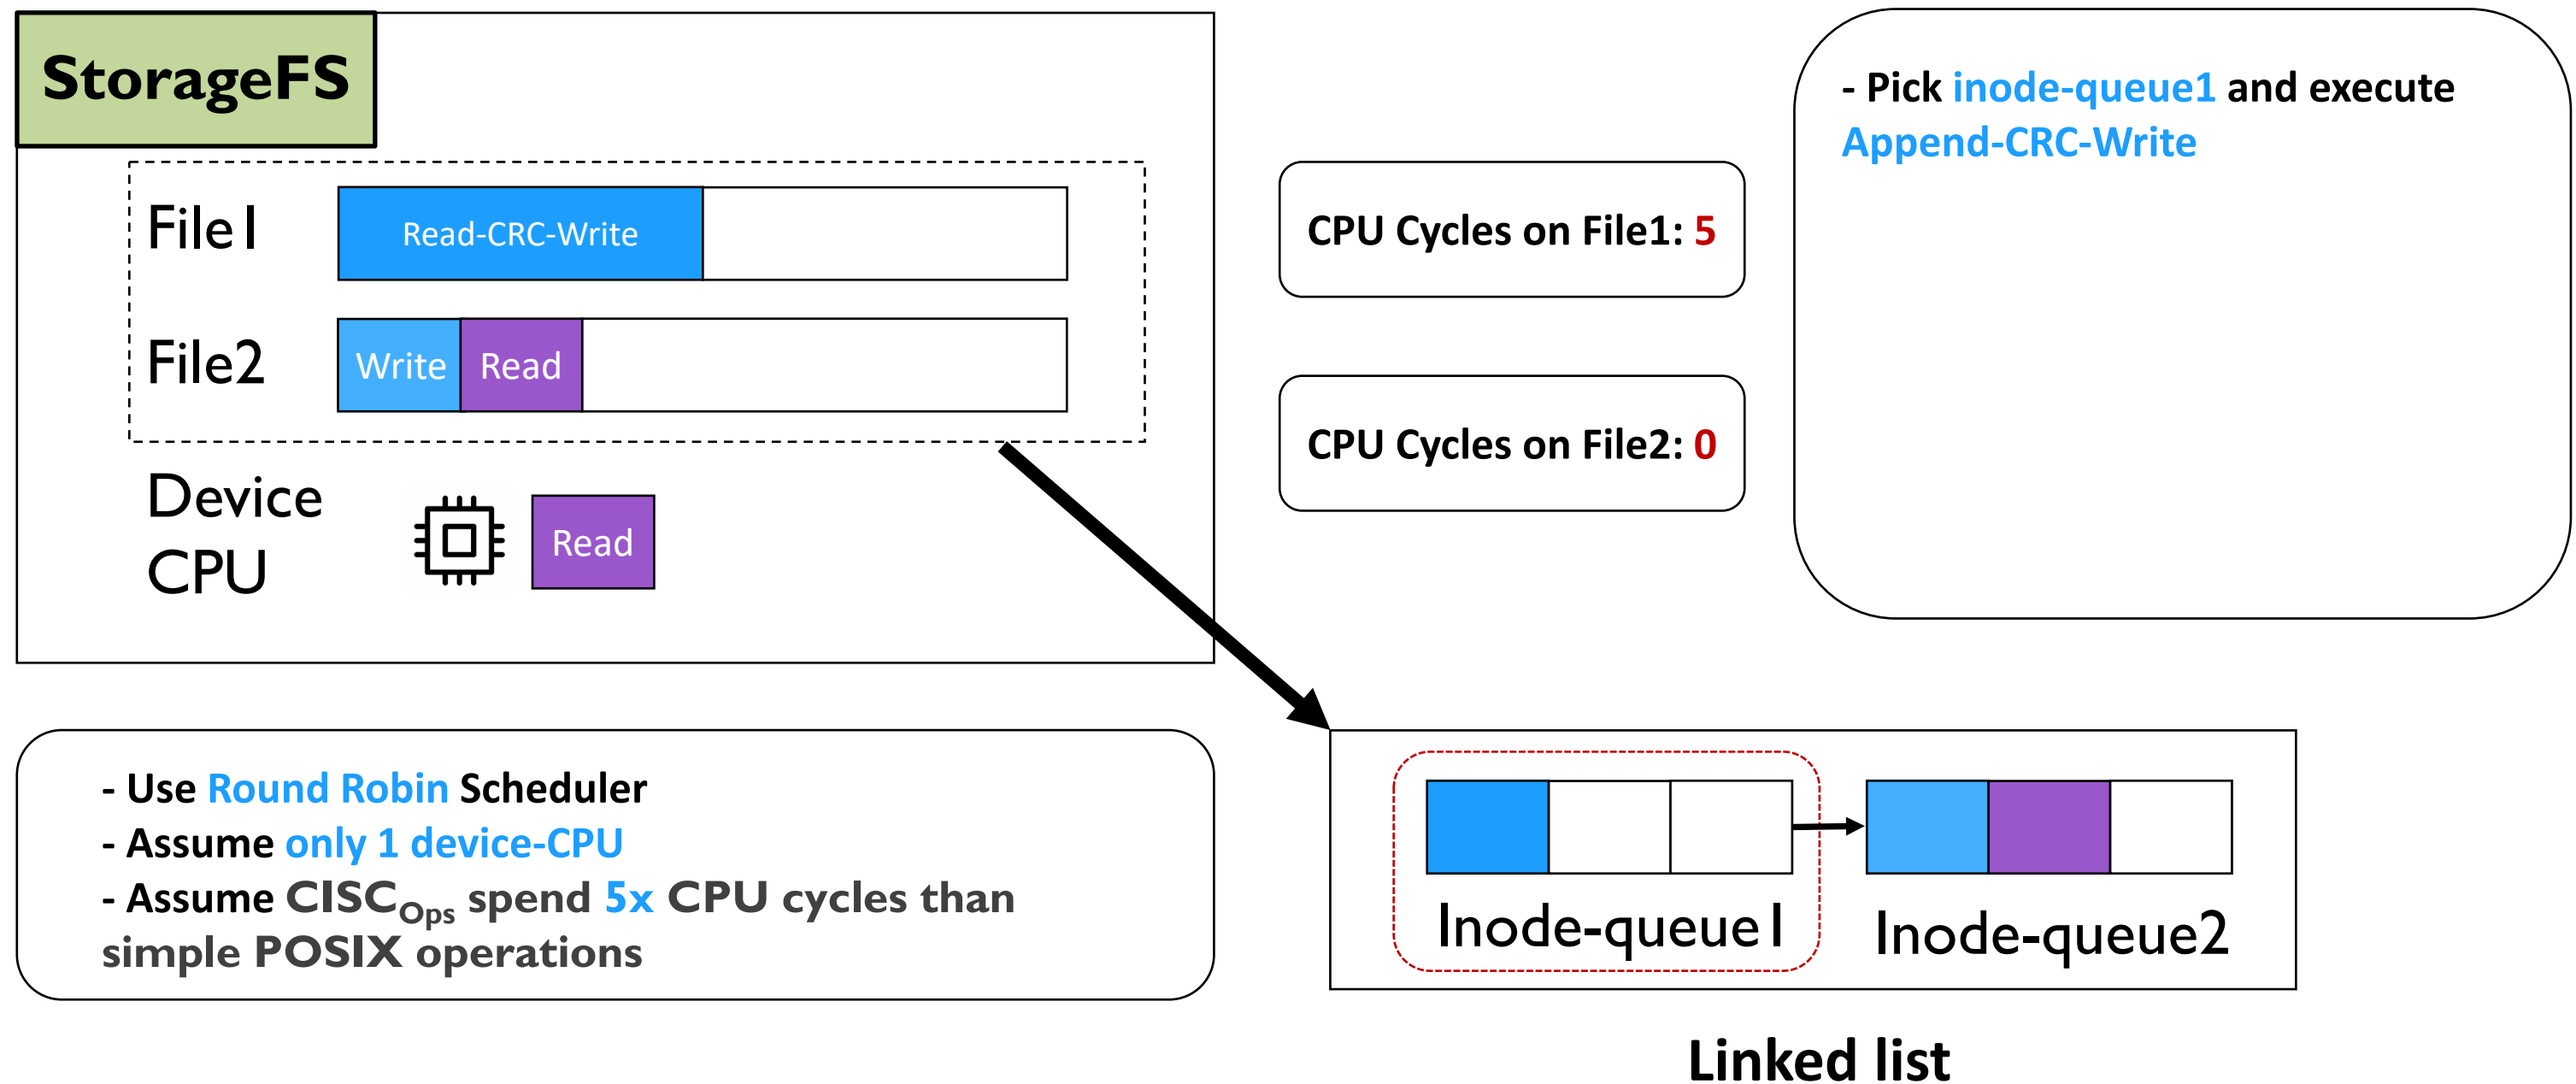 StorageFS
File1
Read-CRC-Write
File2
Write
Read
Device
CPU
Read
CPU Cycles on File1: 5
CPU Cycles on File2: 0
- Pick inode-queue1 and execute
Append-CRC-Write
- Use Round Robin Scheduler
- Assume only 1 device-CPU
- Assume CISCOps spend 5x CPU cycles than
simple POSIX operations
Inode-queue1
Inode-queue2
Linked list